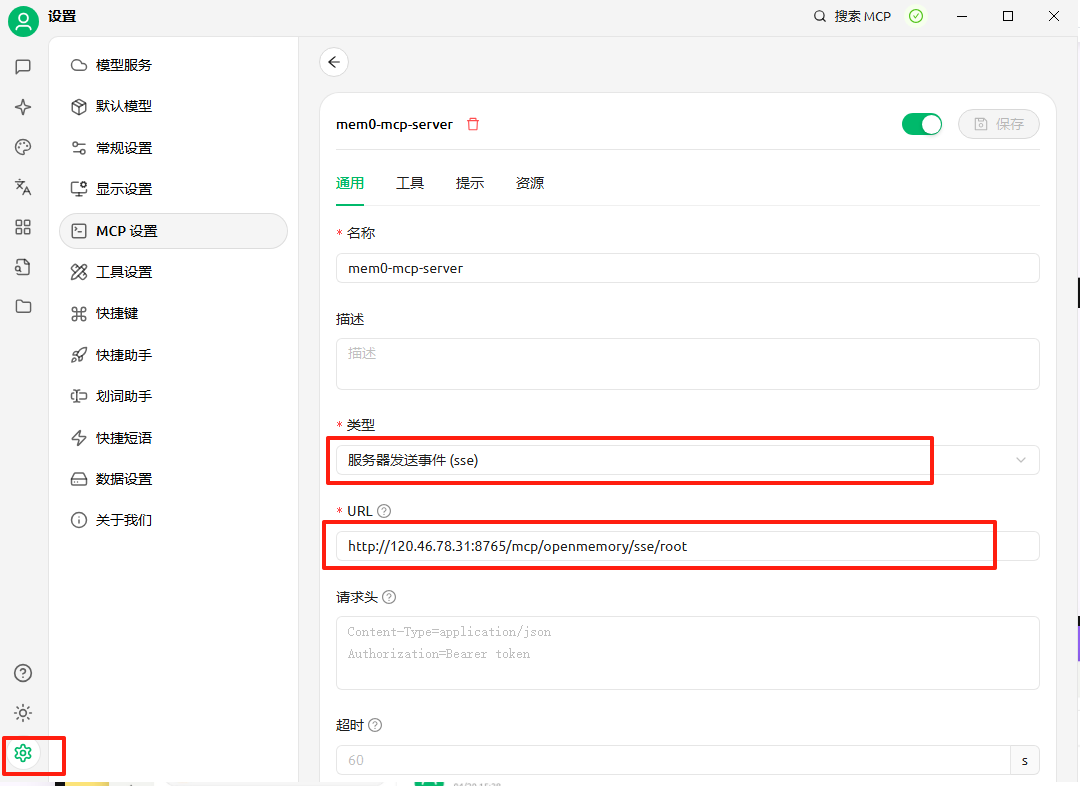 设置
搜索 MCP
模型服务
默认模型
常规设置
显示设置
MCP 设置
工具设置
快捷键
快捷助手
划词助手
快捷短语
数据设置
关于我们
mem0-mcp-server
保存
通用 工具 提示 资源
* 名称
mem0-mcp-server
描述
描述
* 类型
服务器发送事件 (sse)
* URL
http://120.46.78.31:8765/mcp/openmemory/sse/root
请求头
Content-Type=application/json
Authorization=Bearer token
超时
60
s